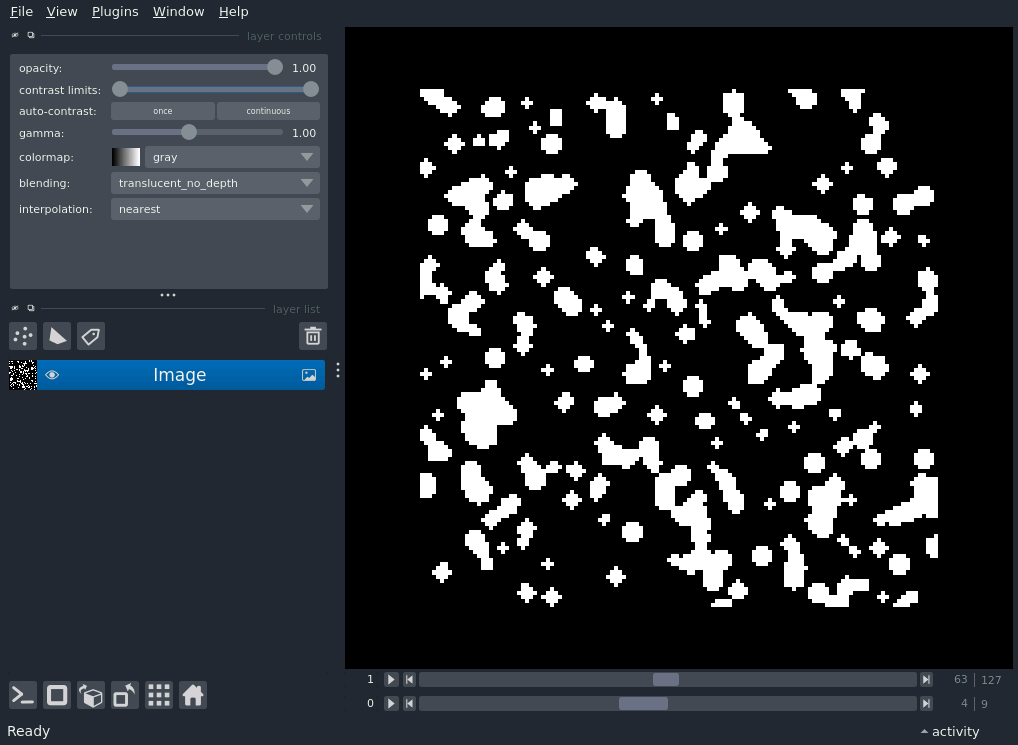 File View Plugins Window Help
layer controls
opacity: 1.00
contrast limits:
auto-contrast: once continuous
gamma: 1.00
colormap: gray
blending: translucent_no_depth
interpolation: nearest
layer list
Image
1 63 127
0 4 9
Ready activity